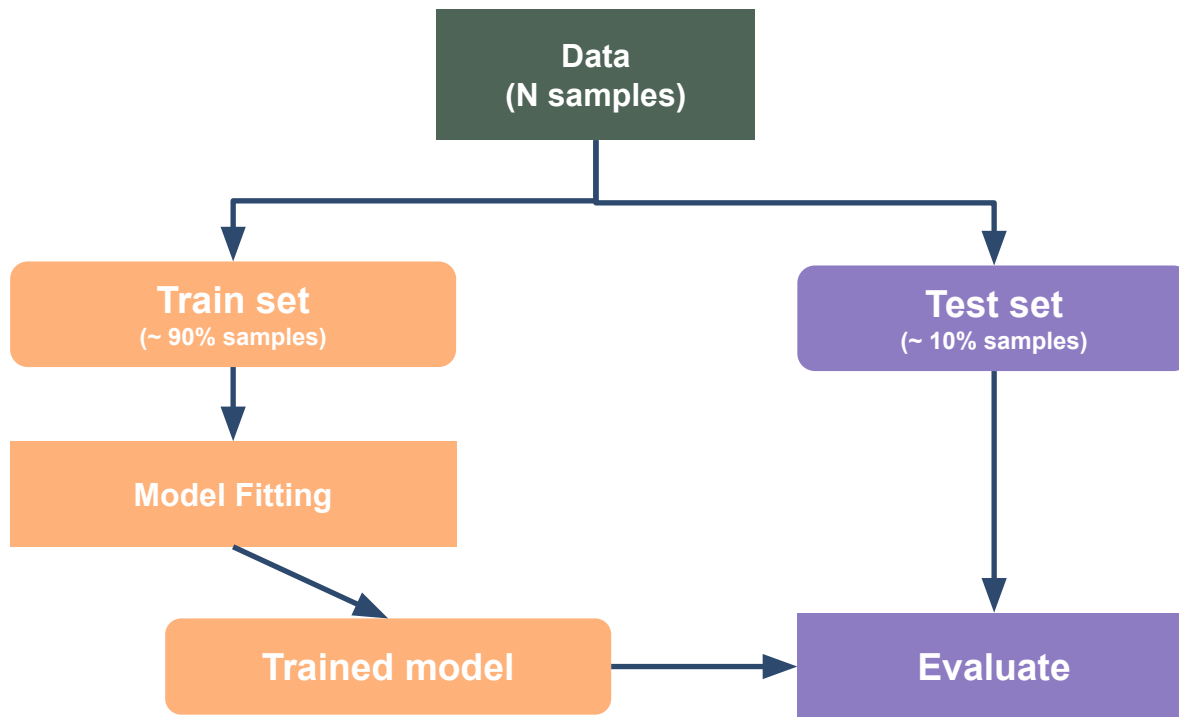 Data
(N samples)
Train set
(~ 90% samples)
Test set
(~ 10% samples)
Model Fitting
Trained model
Evaluate